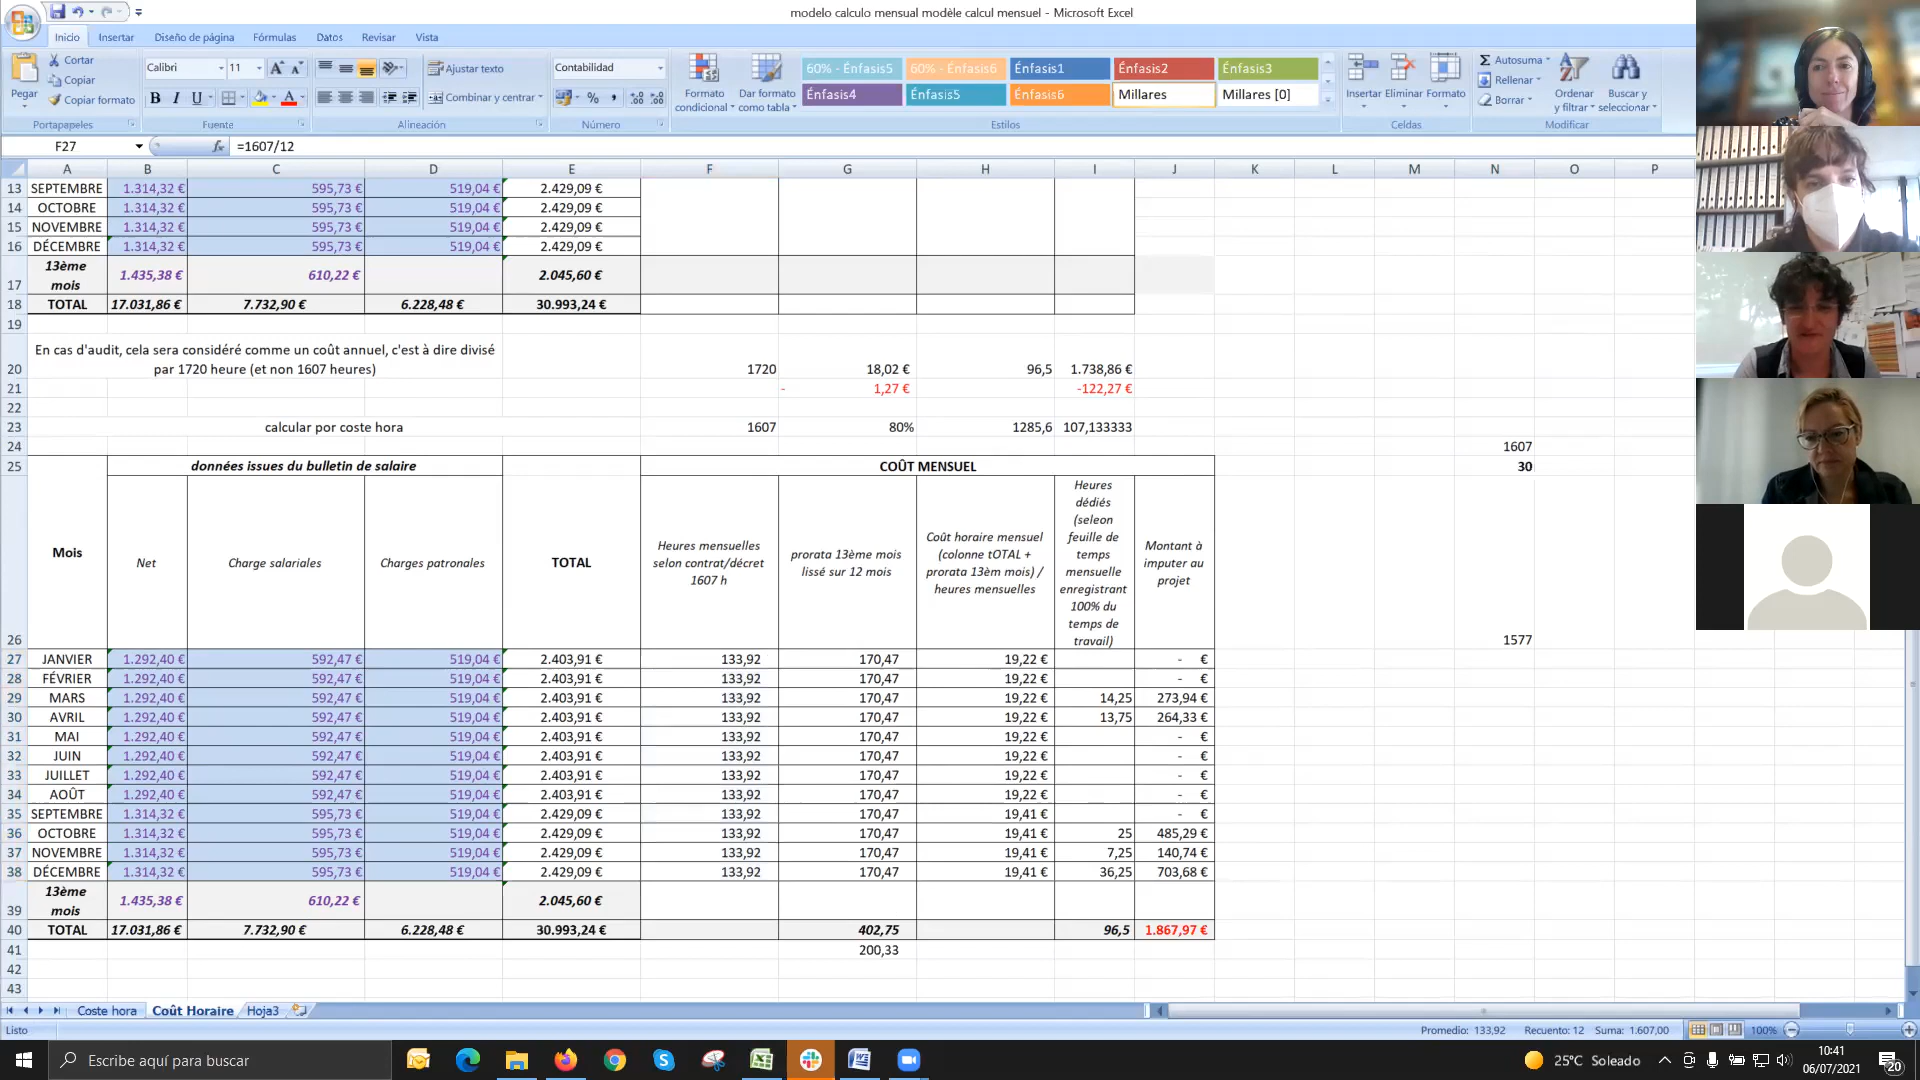 modelo calculo mensual modèle calcul mensuel - Microsoft Excel
Inicio Insertar Diseño de página Fórmulas Datos Revisar Vista
Pegar Cortar Copiar Copiar formato Portapapeles
Calibri 11 N K S A Fuente
Ajustar texto Combinar y centrar Alineación
Contabilidad % Número
Formato condicional Dar formato como tabla
60% - Énfasis5 60% - Énfasis6 Énfasis1 Énfasis2 Énfasis3
Énfasis4 Énfasis5 Énfasis6 Millares Millares [0]
Estilos
Insertar Eliminar Formato Celdas
Autosuma Rellenar Borrar Ordenar y filtrar Buscar y seleccionar Modificar
F27 fx =1607/12
A B C D E F G H I J K L M N O P
13 SEPTEMBRE 1.314,32 € 595,73 € 519,04 € 2.429,09 €
14 OCTOBRE 1.314,32 € 595,73 € 519,04 € 2.429,09 €
15 NOVEMBRE 1.314,32 € 595,73 € 519,04 € 2.429,09 €
16 DÉCEMBRE 1.314,32 € 595,73 € 519,04 € 2.429,09 €
17 13ème mois 1.435,38 € 610,22 € 2.045,60 €
18 TOTAL 17.031,86 € 7.732,90 € 6.228,48 € 30.993,24 €
19
20 En cas d'audit, cela sera considéré comme un coût annuel, c'est à dire divisé par 1720 heure (et non 1607 heures) 1720 18,02 € 96,5 1.738,86 €
21 - 1,27 € -122,27 €
22
23 calcular por coste hora 1607 80% 1285,6 107,133333
24 1607
25 données issues du bulletin de salaire COÛT MENSUEL 30
26 Mois Net Charge salariales Charges patronales TOTAL Heures mensuelles selon contrat/décret 1607 h prorata 13ème mois lissé sur 12 mois Coût horaire mensuel (colonne tOTAL + prorata 13èm mois) / heures mensuelles Heures dédiés (seleon feuille de temps mensuelle enregistrant 100% du temps de travail) Montant à imputer au projet 1577
27 JANVIER 1.292,40 € 592,47 € 519,04 € 2.403,91 € 133,92 170,47 19,22 € - €
28 FÉVRIER 1.292,40 € 592,47 € 519,04 € 2.403,91 € 133,92 170,47 19,22 € - €
29 MARS 1.292,40 € 592,47 € 519,04 € 2.403,91 € 133,92 170,47 19,22 € 14,25 273,94 €
30 AVRIL 1.292,40 € 592,47 € 519,04 € 2.403,91 € 133,92 170,47 19,22 € 13,75 264,33 €
31 MAI 1.292,40 € 592,47 € 519,04 € 2.403,91 € 133,92 170,47 19,22 € - €
32 JUIN 1.292,40 € 592,47 € 519,04 € 2.403,91 € 133,92 170,47 19,22 € - €
33 JUILLET 1.292,40 € 592,47 € 519,04 € 2.403,91 € 133,92 170,47 19,22 € - €
34 AOÛT 1.292,40 € 592,47 € 519,04 € 2.403,91 € 133,92 170,47 19,22 € - €
35 SEPTEMBRE 1.314,32 € 595,73 € 519,04 € 2.429,09 € 133,92 170,47 19,41 € - €
36 OCTOBRE 1.314,32 € 595,73 € 519,04 € 2.429,09 € 133,92 170,47 19,41 € 25 485,29 €
37 NOVEMBRE 1.314,32 € 595,73 € 519,04 € 2.429,09 € 133,92 170,47 19,41 € 7,25 140,74 €
38 DÉCEMBRE 1.314,32 € 595,73 € 519,04 € 2.429,09 € 133,92 170,47 19,41 € 36,25 703,68 €
39 13ème mois 1.435,38 € 610,22 € 2.045,60 €
40 TOTAL 17.031,86 € 7.732,90 € 6.228,48 € 30.993,24 € 402,75 96,5 1.867,97 €
41 200,33
42
43
Coste hora Coût Horaire Hoja3
Listo Promedio: 133,92 Recuento: 12 Suma: 1.607,00 100%
Escribe aquí para buscar 25°C Soleado 10:41
06/07/2021 20